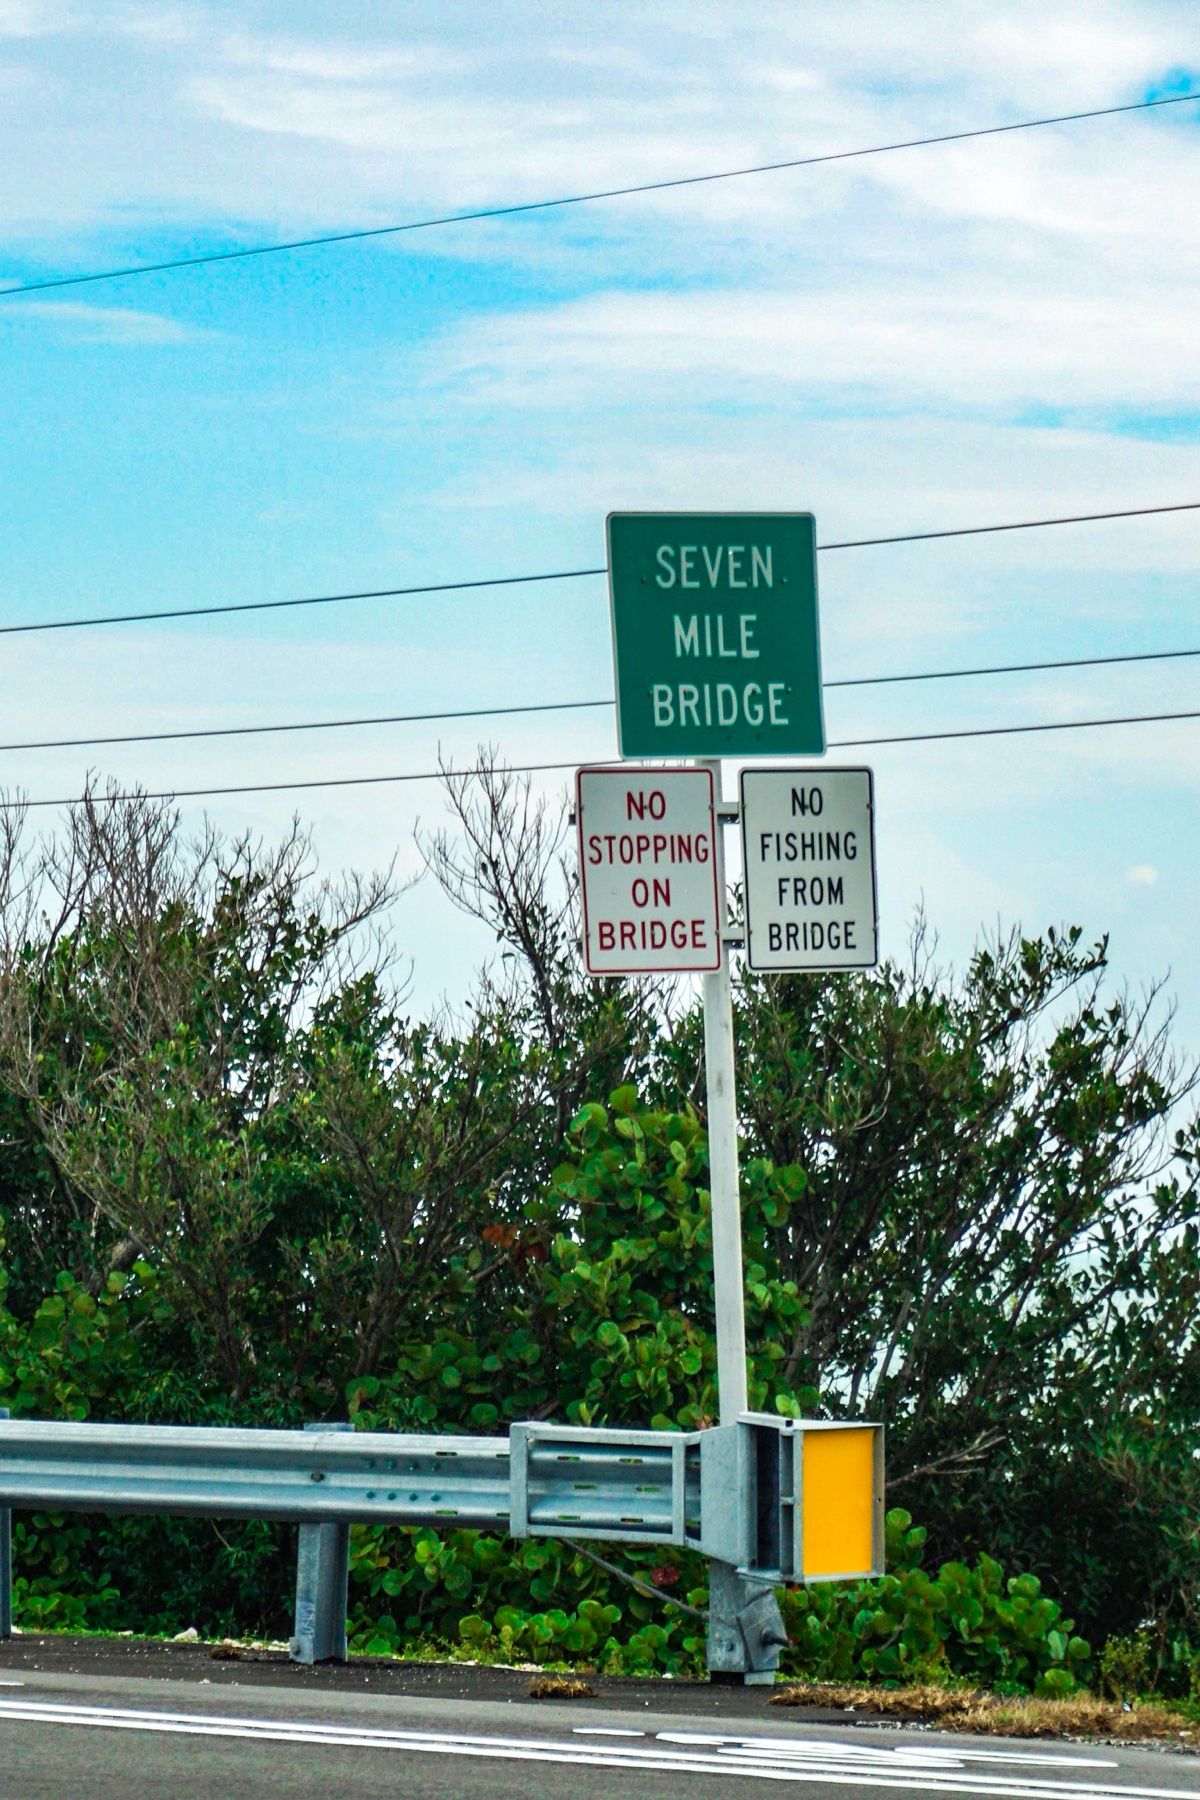 SEVEN
MILE
BRIDGE
NO
STOPPING
ON
BRIDGE
NO
FISHING
FROM
BRIDGE